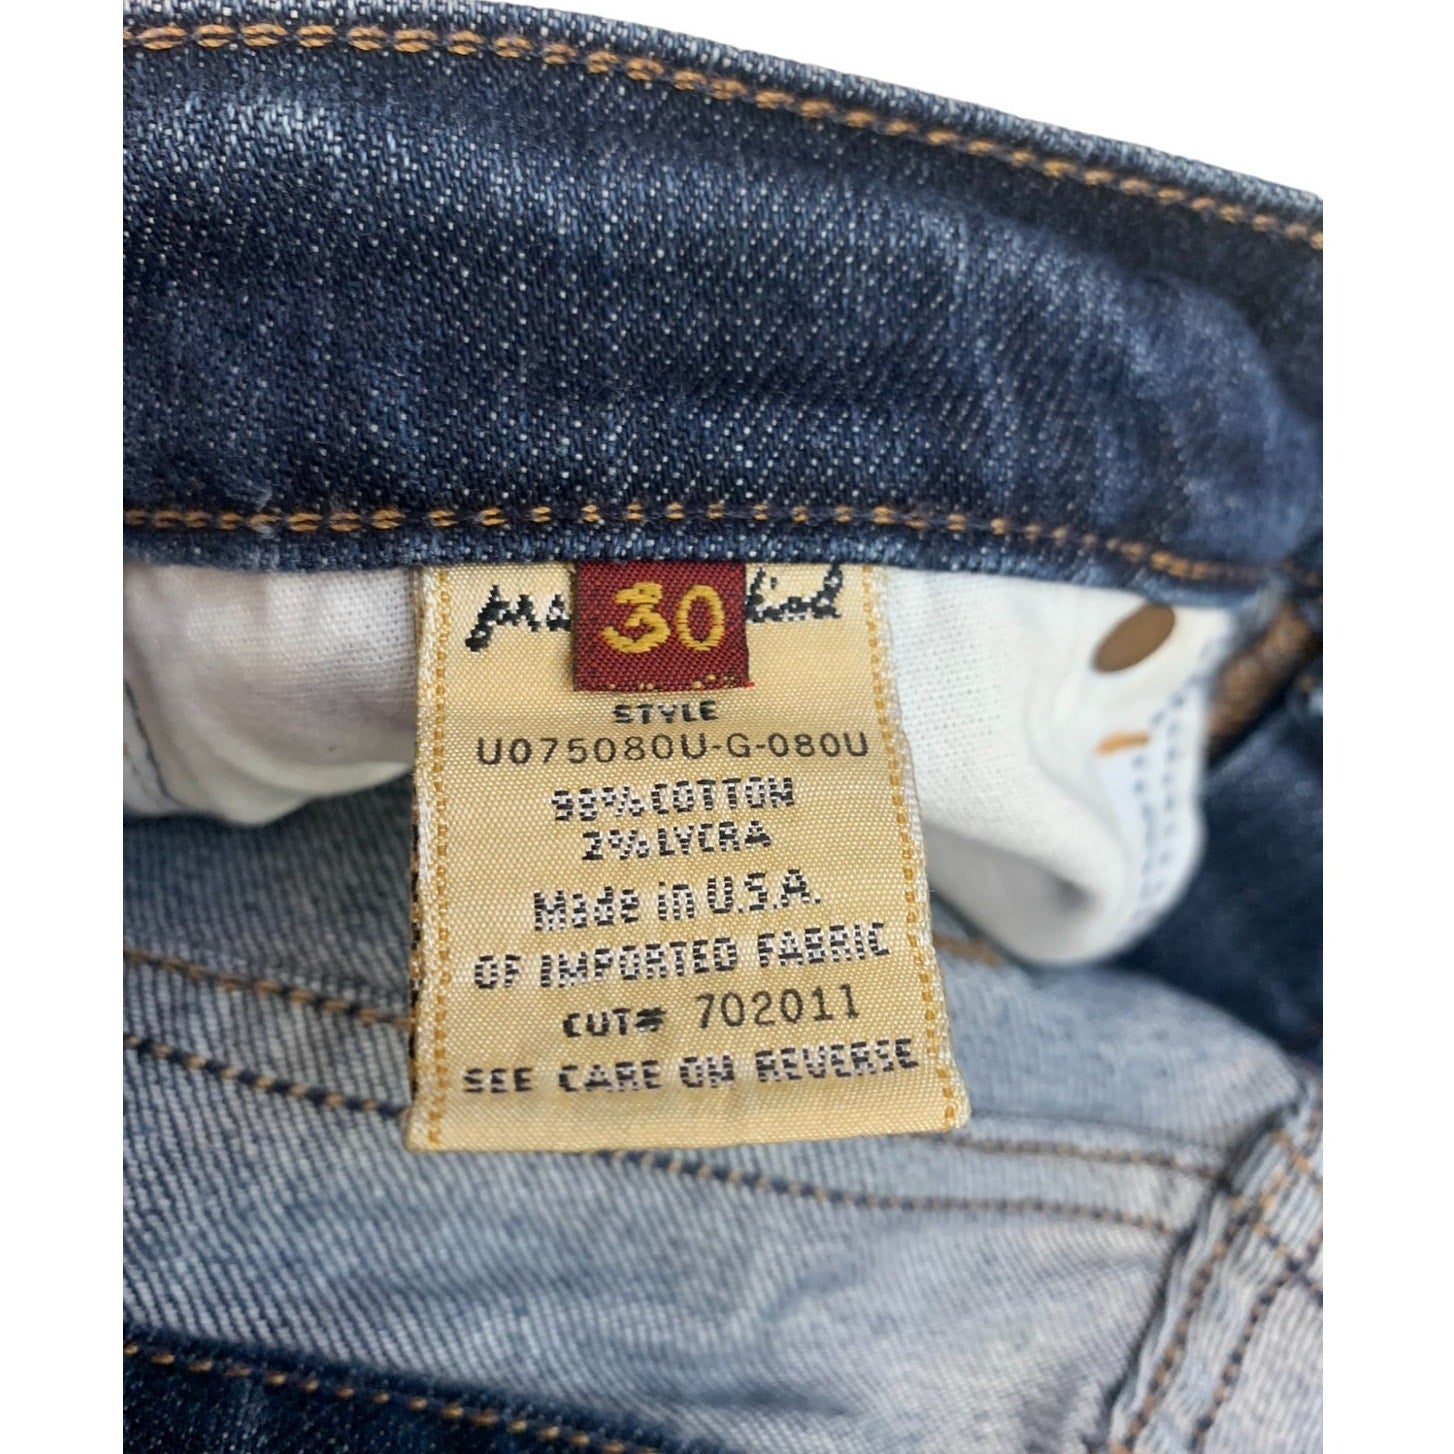 30
STYLE
U075080U-G-080U
98% COTTON
2% LYCRA
Made in U.S.A.
OF IMPORTED FABRIC
CUT# 702011
SEE CARE ON REVERSE